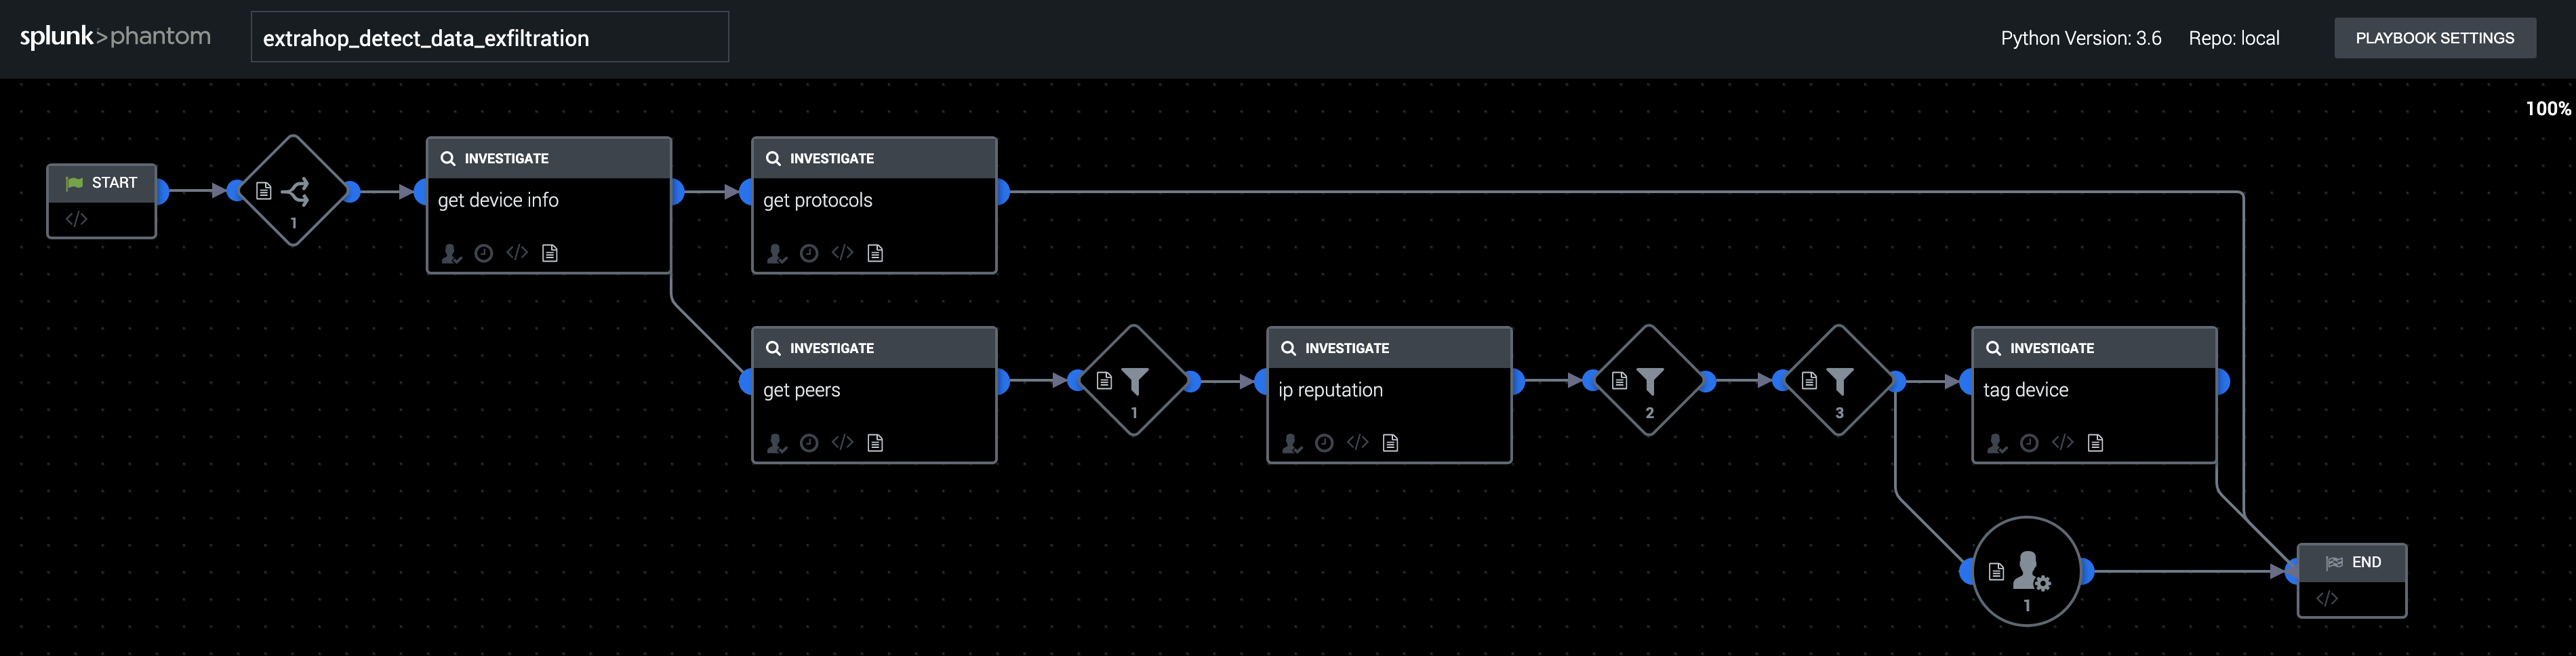 splunk>phantom
extrahop_detect_data_exfiltration
Python Version: 3.6
Repo: local
PLAYBOOK SETTINGS
100%
START
</>
1
INVESTIGATE
get device info
</>
INVESTIGATE
get protocols
</>
INVESTIGATE
get peers
</>
1
INVESTIGATE
ip reputation
</>
2
3
INVESTIGATE
tag device
</>
1
END
</>